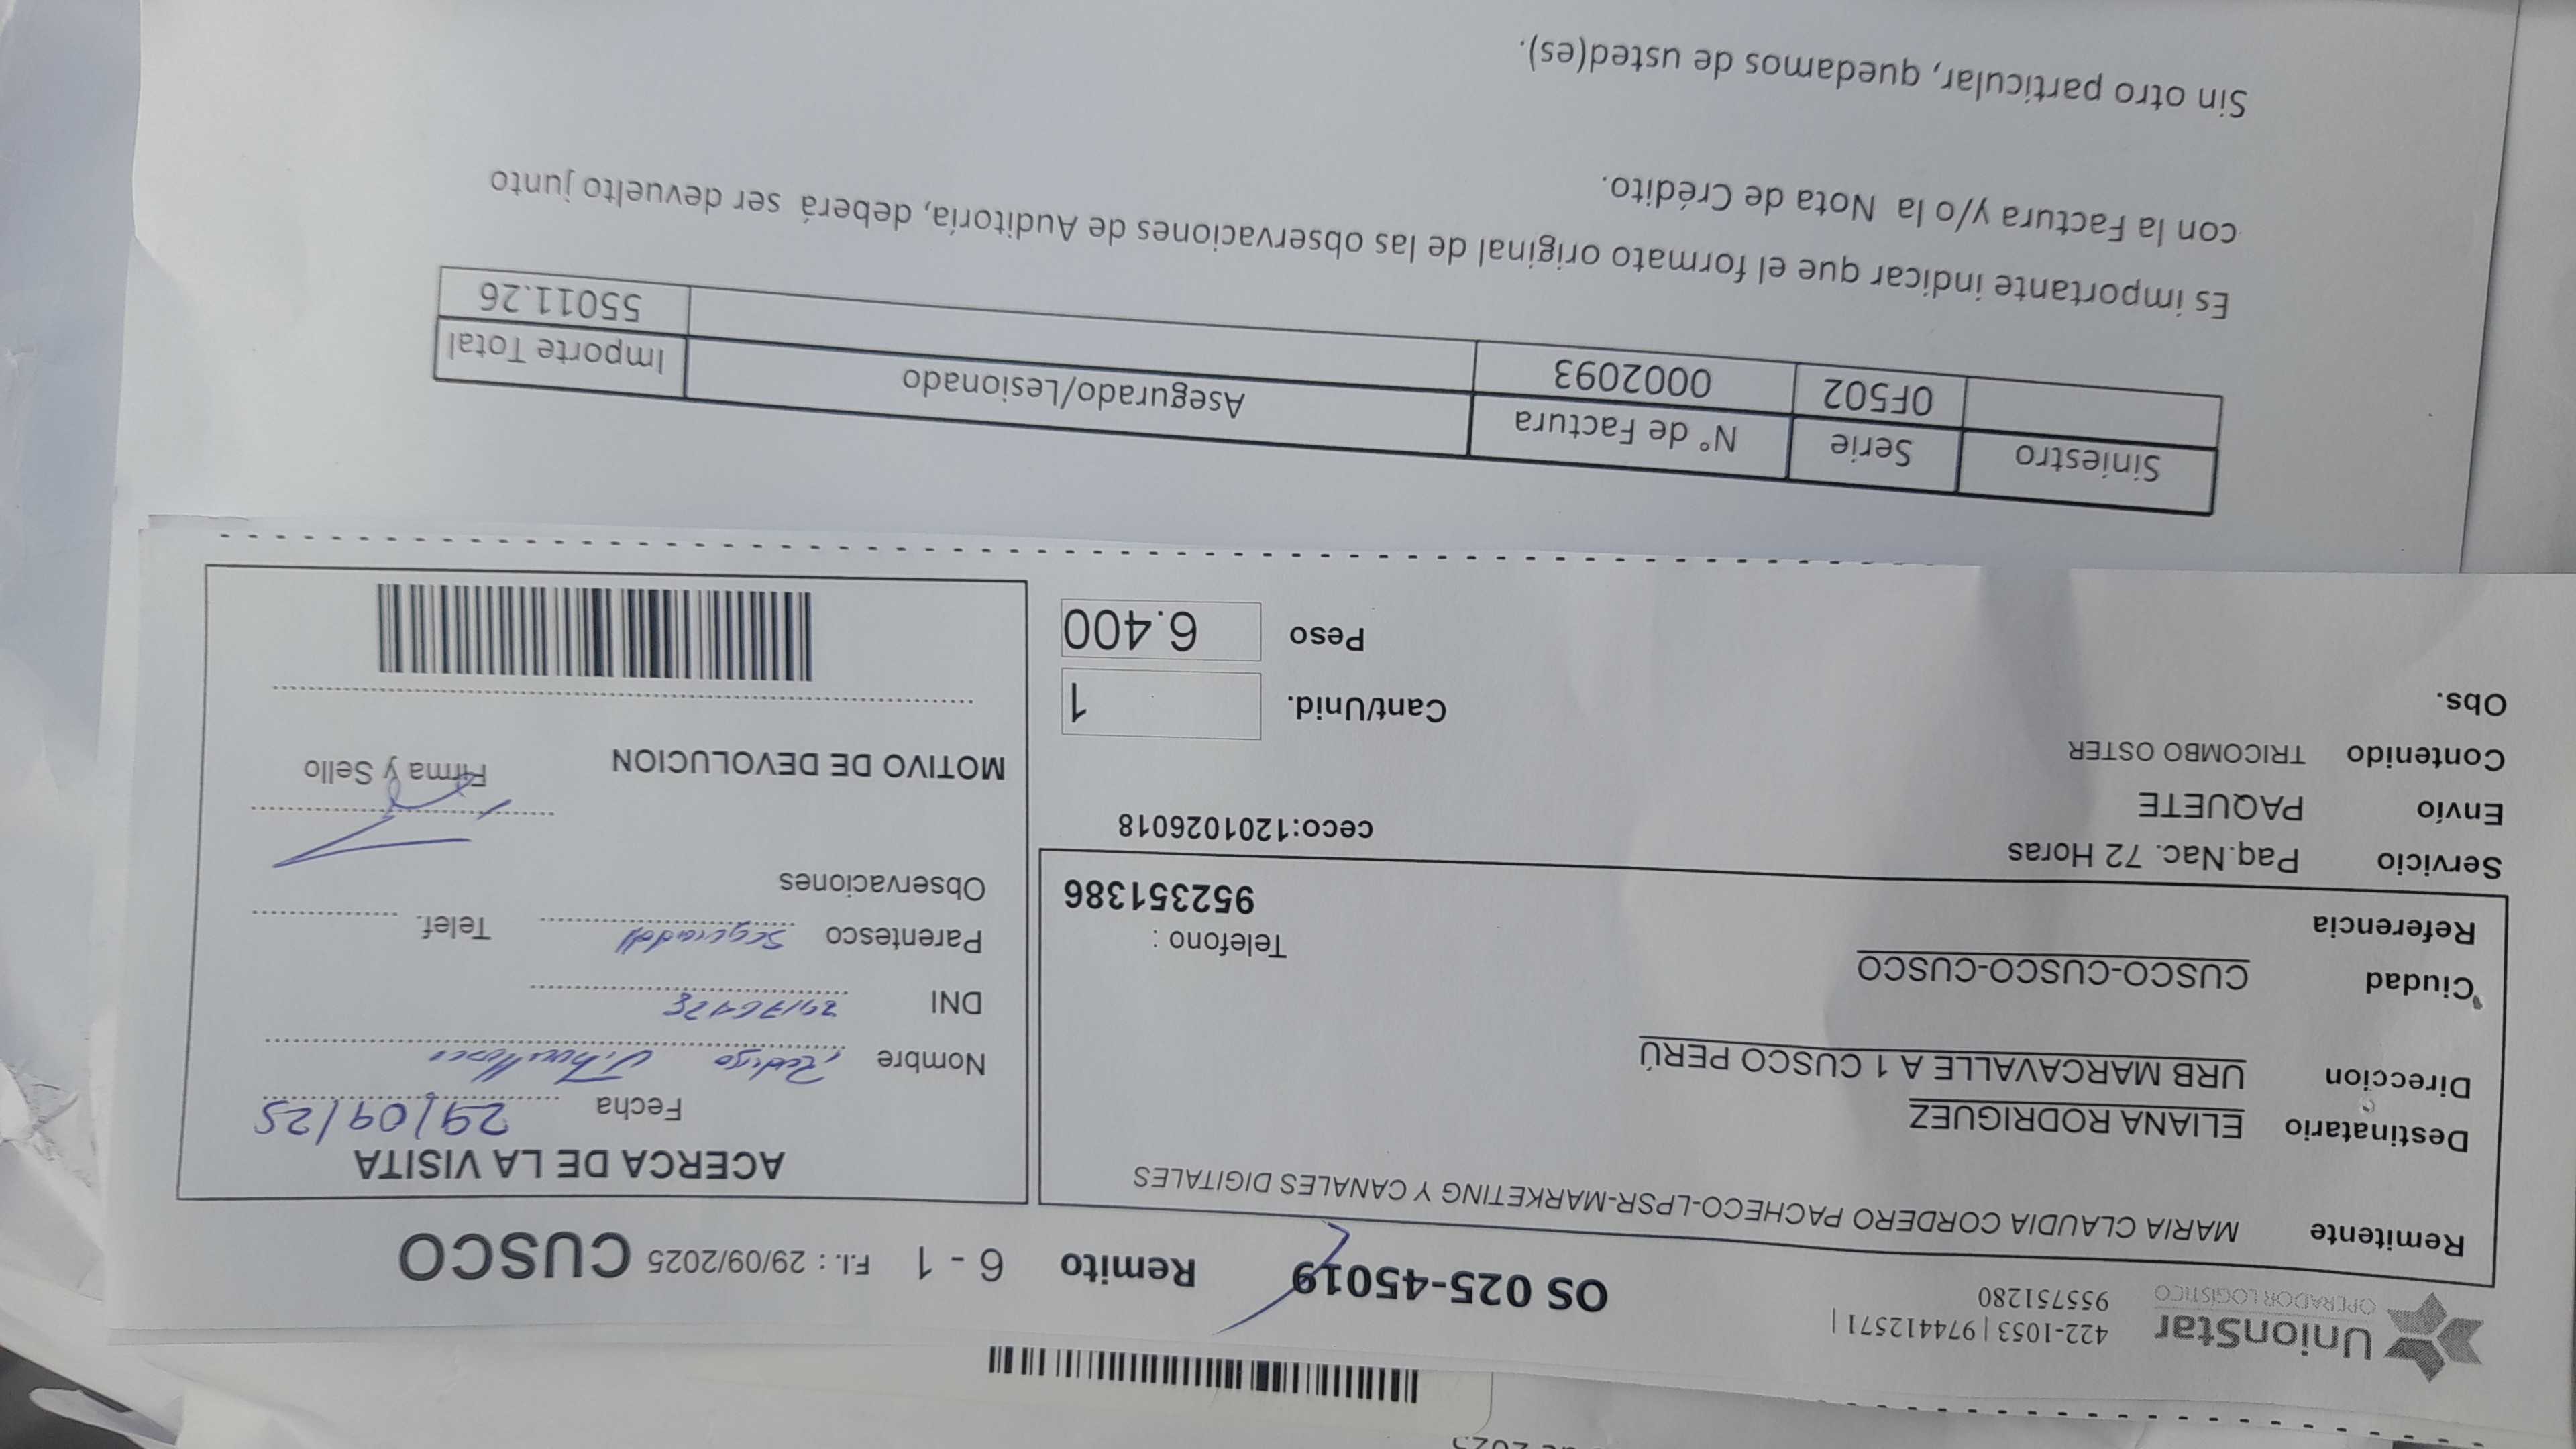 UnionStar
OPERADOR LOGÍSTICO
422-1053 | 974412571 |
955751280
OS 025-45019
Remito 6 - 1 F.I. : 29/09/2025 CUSCO
Remitente MARIA CLAUDIA CORDERO PACHECO-LPSR-MARKETING Y CANALES DIGITALES
Destinatario ELIANA RODRIGUEZ
Direccion URB MARCAVALLE A 1 CUSCO PERÚ
Ciudad CUSCO-CUSCO-CUSCO
Referencia
Telefono :
952351386
Servicio Paq.Nac. 72 Horas
ceco:1201026018
Envío PAQUETE
Contenido TRICOMBO OSTER
Obs.
Cant/Unid. 1
Peso 6.400
ACERCA DE LA VISITA
Fecha 29/09/25
Nombre
DNI
Parentesco Telef.
Observaciones
Firma y Sello
MOTIVO DE DEVOLUCION
Siniestro Serie N° de Factura Asegurado/Lesionado Importe Total
0F502 0002093 55011.26
Es importante indicar que el formato original de las observaciones de Auditoría, deberá ser devuelto junto
con la Factura y/o la Nota de Crédito.
Sin otro particular, quedamos de usted(es).